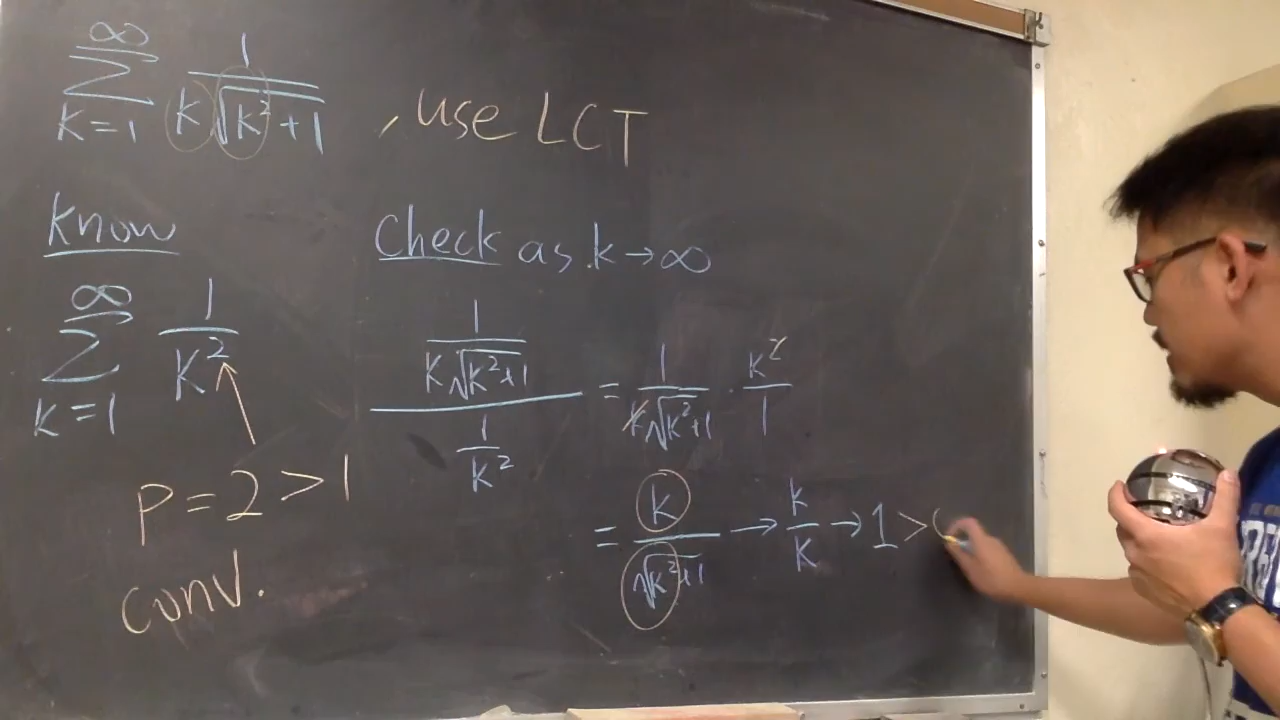 ∞
Σ 1 / (k√(k²+1)) , use LCT
k=1
Know
∞
Σ 1/k²
k=1
p = 2 > 1
conv.
Check as k→∞
(1 / (k√(k²+1))) / (1/k²) = 1 / (k√(k²+1)) · k²/1
= k / √(k²+1) → k/k → 1 >